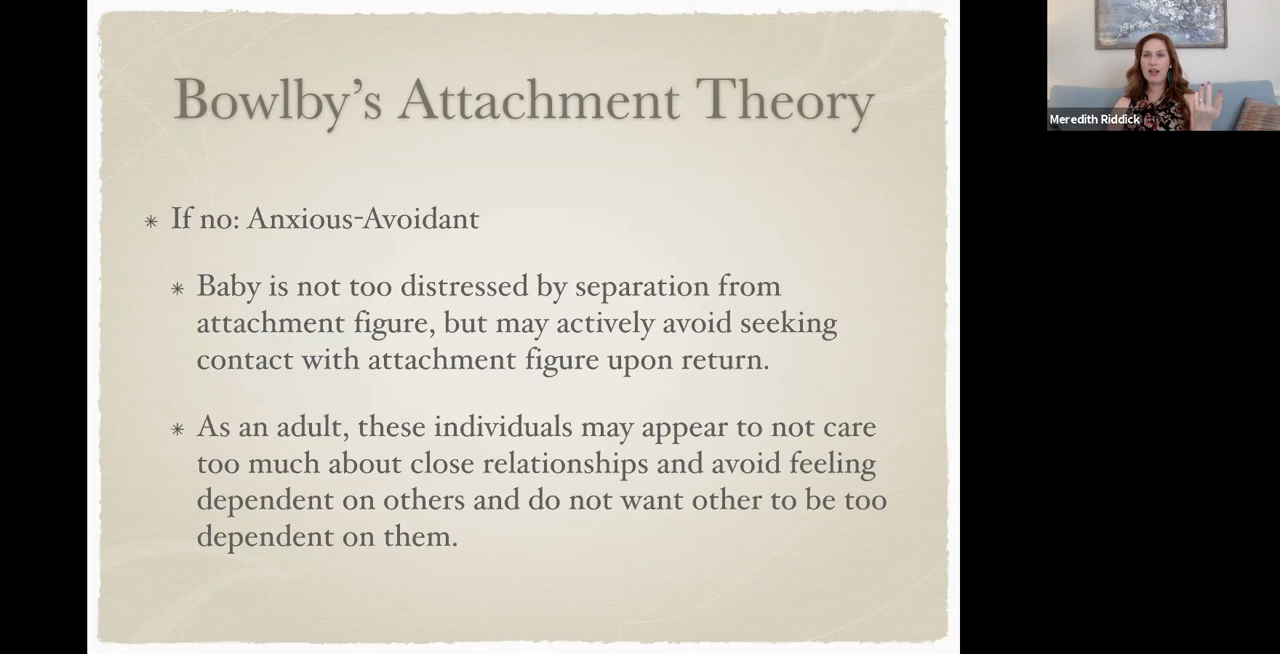 Bowlby's Attachment Theory
If no: Anxious-Avoidant
Baby is not too distressed by separation from
attachment figure, but may actively avoid seeking
contact with attachment figure upon return.
As an adult, these individuals may appear to not care
too much about close relationships and avoid feeling
dependent on others and do not want other to be too
dependent on them.
Meredith Riddick